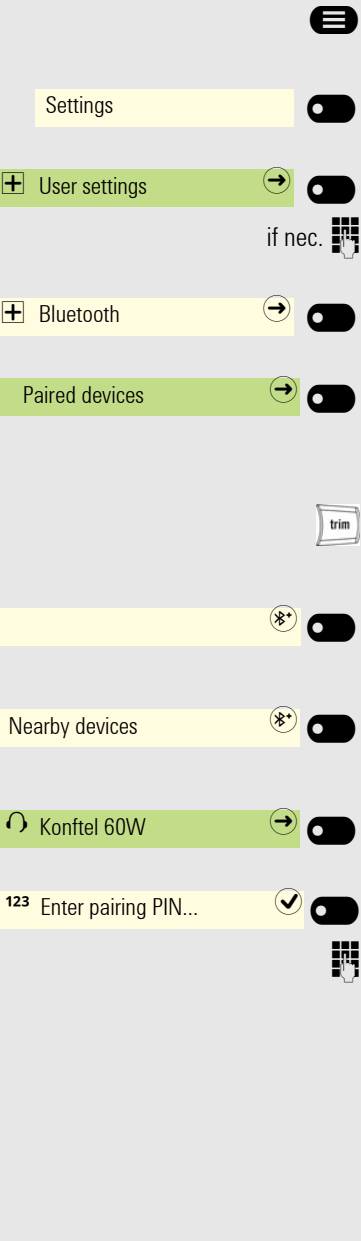 Settings
User settings
if nec.
Bluetooth
Paired devices
trim
Nearby devices
Konftel 60W
123 Enter pairing PIN...